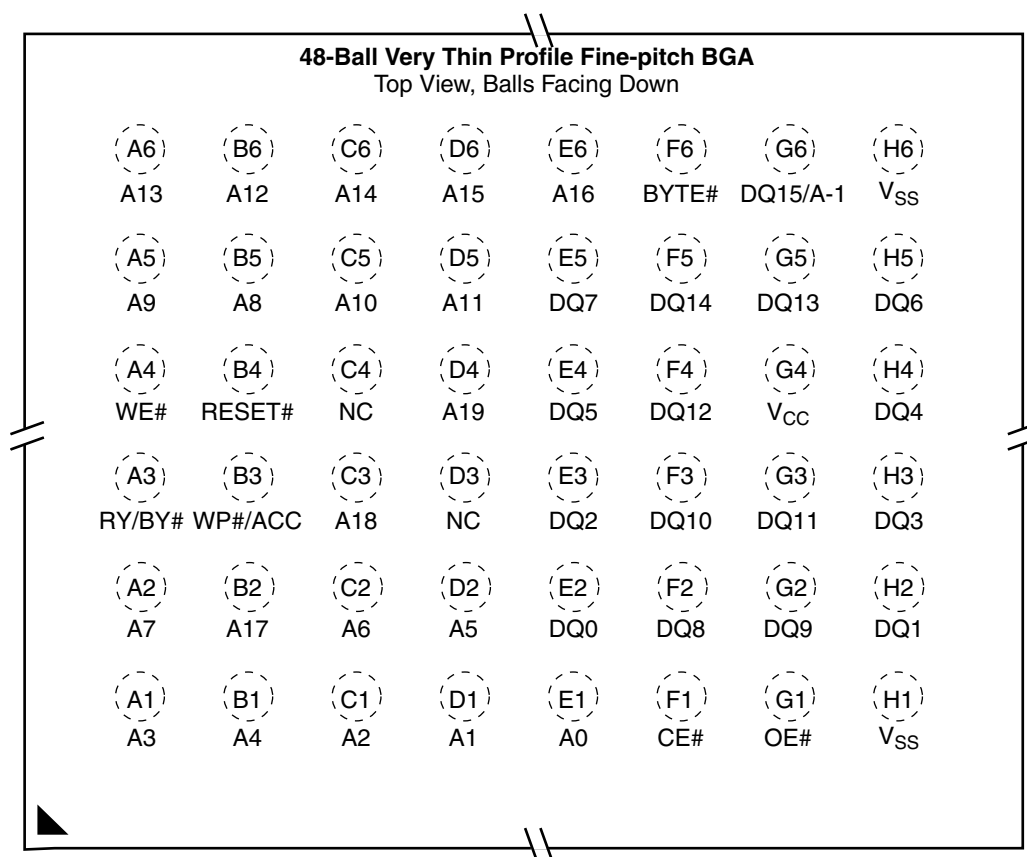 48-Ball Very Thin Profile Fine-pitch BGA
Top View, Balls Facing Down
A6 B6 C6 D6 E6 F6 G6 H6
A13 A12 A14 A15 A16 BYTE# DQ15/A-1 VSS
A5 B5 C5 D5 E5 F5 G5 H5
A9 A8 A10 A11 DQ7 DQ14 DQ13 DQ6
A4 B4 C4 D4 E4 F4 G4 H4
WE# RESET# NC A19 DQ5 DQ12 VCC DQ4
A3 B3 C3 D3 E3 F3 G3 H3
RY/BY# WP#/ACC A18 NC DQ2 DQ10 DQ11 DQ3
A2 B2 C2 D2 E2 F2 G2 H2
A7 A17 A6 A5 DQ0 DQ8 DQ9 DQ1
A1 B1 C1 D1 E1 F1 G1 H1
A3 A4 A2 A1 A0 CE# OE# VSS